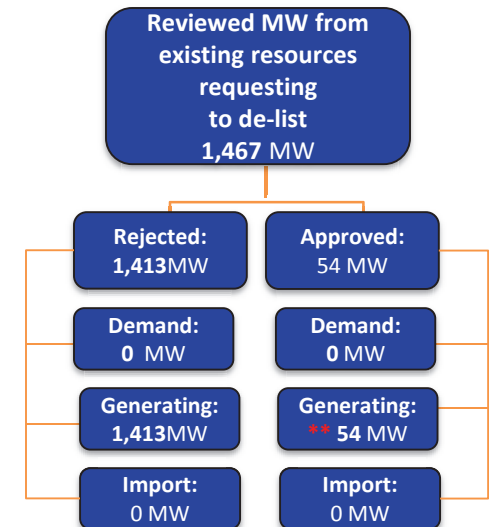 Reviewed MW from
existing resources
requesting
to de-list
1,467 MW
Rejected:
1,413MW
Approved:
54 MW
Demand:
0 MW
Demand:
0 MW
Generating:
1,413MW
Generating:
** 54 MW
Import:
0 MW
Import:
0 MW